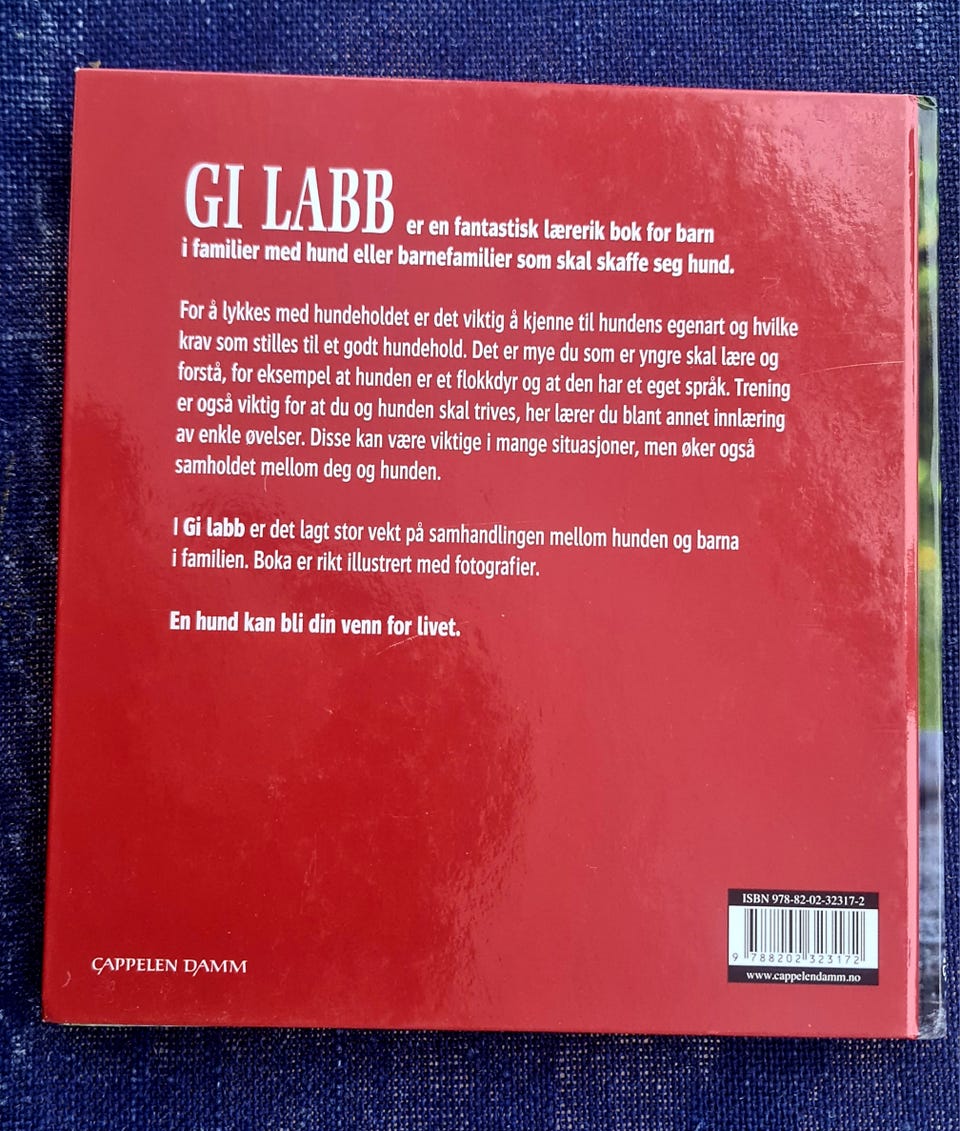 GI LABB er en fantastisk lærerik bok for barn
i familier med hund eller barnefamilier som skal skaffe seg hund.
For å lykkes med hundeholdet er det viktig å kjenne til hundens egenart og hvilke
krav som stilles til et godt hundehold. Det er mye du som er yngre skal lære og
forstå, for eksempel at hunden er et flokkdyr og at den har et eget språk. Trening
er også viktig for at du og hunden skal trives, her lærer du blant annet innlæring
av enkle øvelser. Disse kan være viktige i mange situasjoner, men øker også
samholdet mellom deg og hunden.
I Gi labb er det lagt stor vekt på samhandlingen mellom hunden og barna
i familien. Boka er rikt illustrert med fotografier.
En hund kan bli din venn for livet.
ISBN 978-82-02-32317-2
9 788202 323172
www.cappelendamm.no
CAPPELEN DAMM